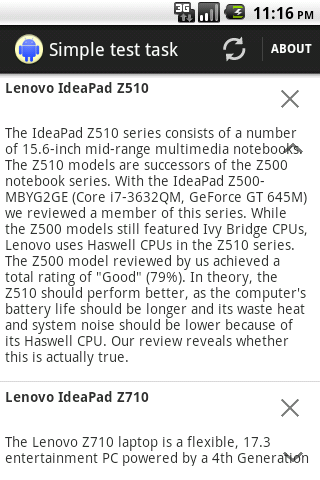 3G 11:16 PM
Simple test task ABOUT
Lenovo IdeaPad Z510
The IdeaPad Z510 series consists of a number
of 15.6-inch mid-range multimedia notebooks.
The Z510 models are successors of the Z500
notebook series. With the IdeaPad Z500-
MBYG2GE (Core i7-3632QM, GeForce GT 645M)
we reviewed a member of this series. While
the Z500 models still featured Ivy Bridge CPUs,
Lenovo uses Haswell CPUs in the Z510 series.
The Z500 model reviewed by us achieved a
total rating of "Good" (79%). In theory, the
Z510 should perform better, as the computer's
battery life should be longer and its waste heat
and system noise should be lower because of
its Haswell CPU. Our review reveals whether
this is actually true.
Lenovo IdeaPad Z710
The Lenovo Z710 laptop is a flexible, 17.3
entertainment PC powered by a 4th Generation